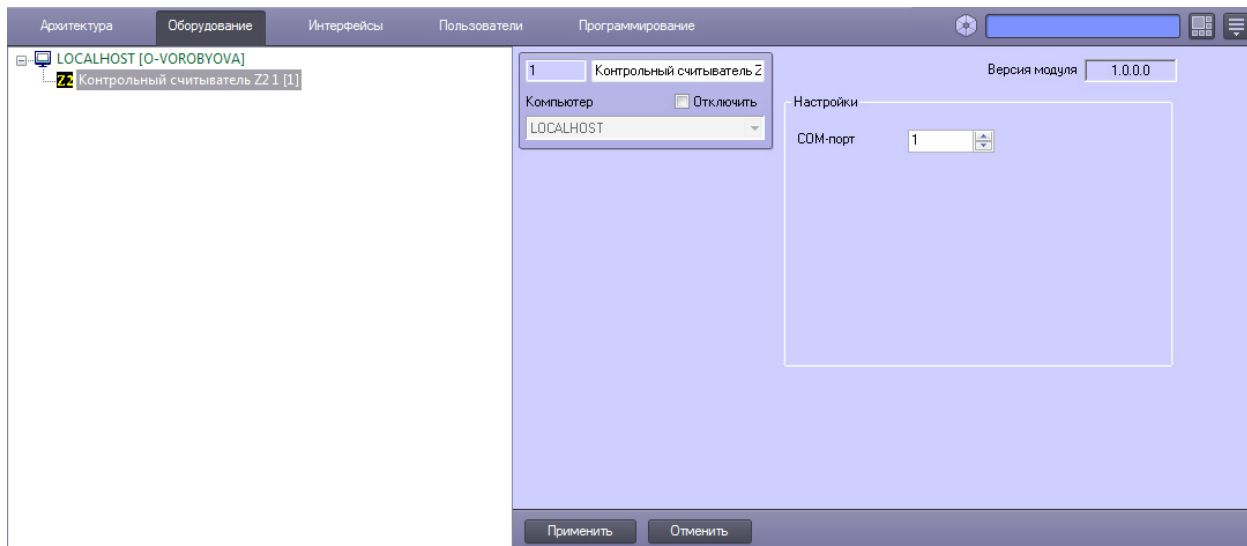 Архитектура Оборудование Интерфейсы Пользователи Программирование
LOCALHOST [O-VOROBYOVA]
Z2 Контрольный считыватель Z2 1 [1]
1 Контрольный считыватель Z
Компьютер Отключить
LOCALHOST
Версия модуля 1.0.0.0
Настройки
COM-порт 1
Применить Отменить